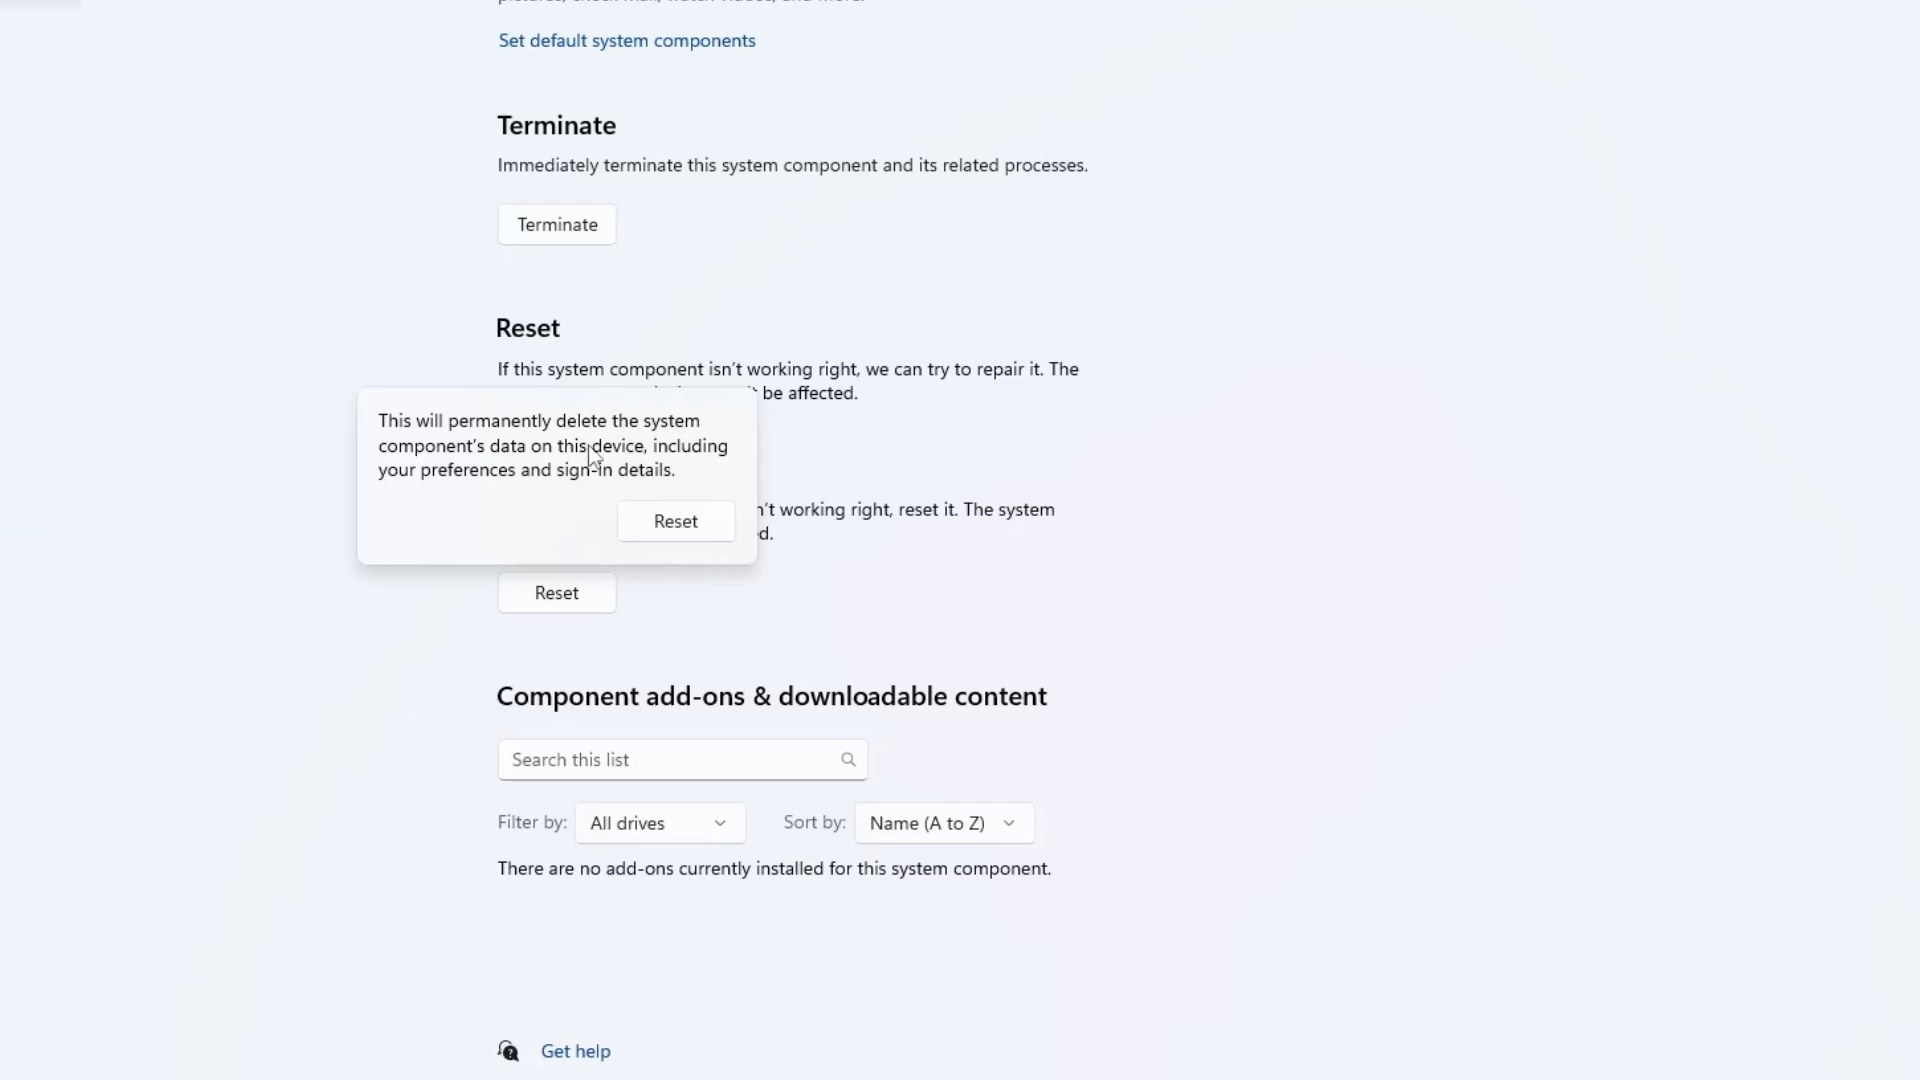 Set default system components
Terminate
Immediately terminate this system component and its related processes.
Terminate
Reset
If this system component isn't working right, we can try to repair it. The
be affected.
This will permanently delete the system
component's data on this device, including
your preferences and sign-in details.
Reset
working right, reset it. The system
Reset
Component add-ons & downloadable content
Search this list
Filter by: All drives Sort by: Name (A to Z)
There are no add-ons currently installed for this system component.
Get help